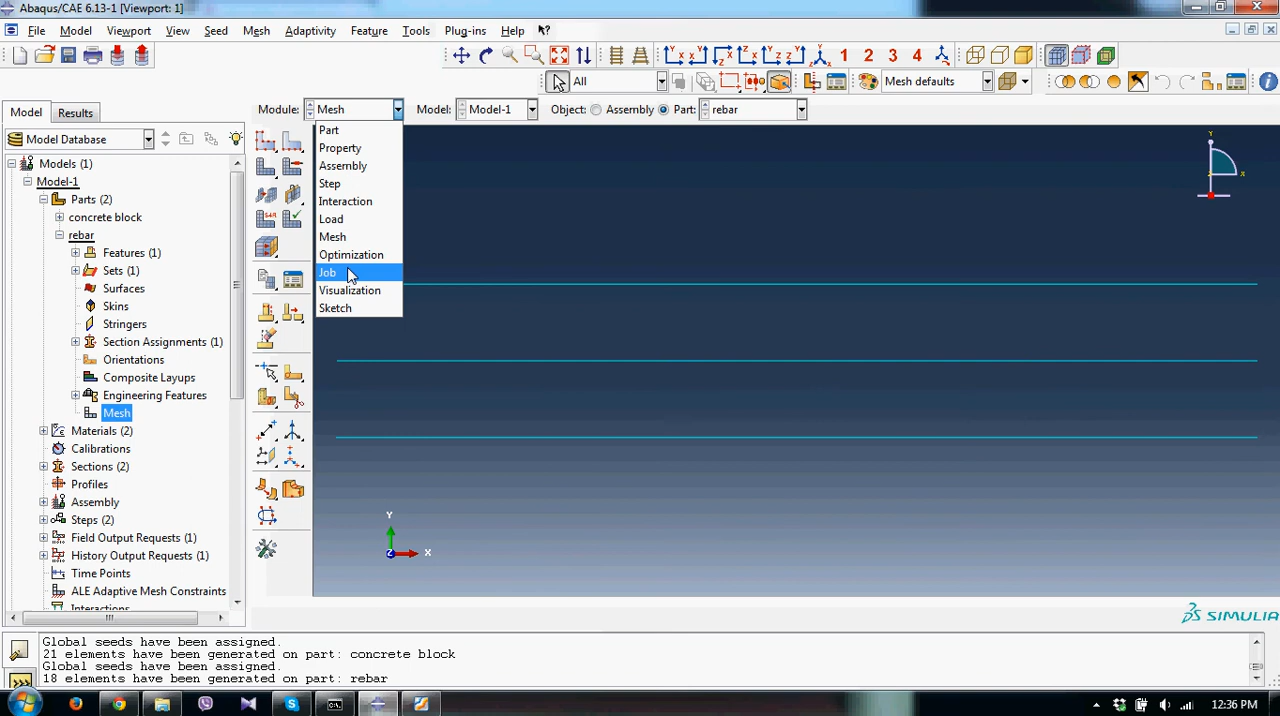 Abaqus/CAE 6.13-1 [Viewport: 1]
File Model Viewport View Seed Mesh Adaptivity Feature Tools Plug-ins Help
1 2 3 4
All Mesh defaults
Model Results
Module: Mesh Model: Model-1 Object: Assembly Part: rebar
Model Database
Part
Property
Assembly
Step
Interaction
Load
Mesh
Optimization
Job
Visualization
Sketch
Models (1)
Model-1
Parts (2)
concrete block
rebar
Features (1)
Sets (1)
Surfaces
Skins
Stringers
Section Assignments (1)
Orientations
Composite Layups
Engineering Features
Mesh
Materials (2)
Calibrations
Sections (2)
Profiles
Assembly
Steps (2)
Field Output Requests (1)
History Output Requests (1)
Time Points
ALE Adaptive Mesh Constraints
Interactions
Y
X
Y
Z X
SIMULIA
Global seeds have been assigned.
21 elements have been generated on part: concrete block
Global seeds have been assigned.
18 elements have been generated on part: rebar
12:36 PM